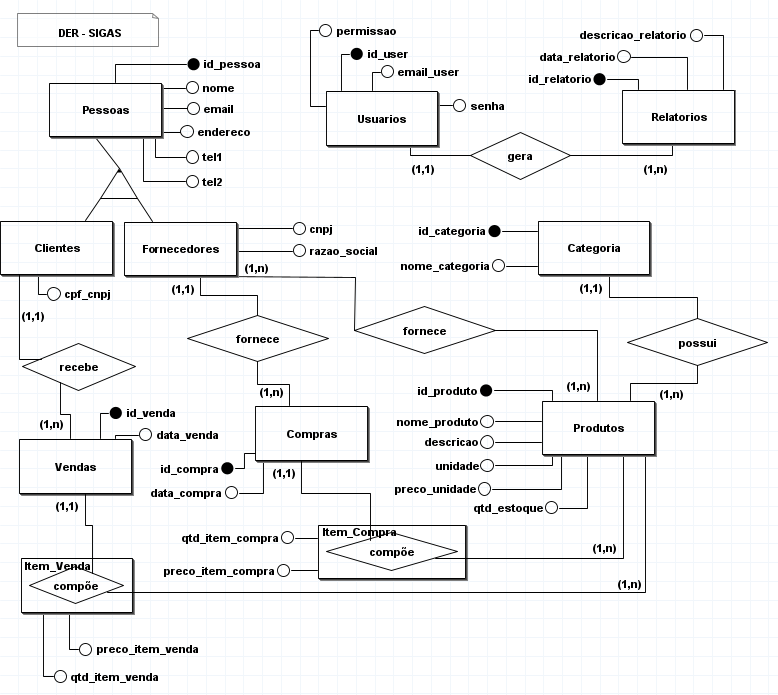 DER - SIGAS
id_pessoa
Pessoas
nome
email
endereco
tel1
tel2
permissao
id_user
email_user
Usuarios
senha
descricao_relatorio
data_relatorio
id_relatorio
Relatorios
gera
(1,1)
(1,n)
Clientes
Fornecedores
cnpj
razao_social
(1,n)
(1,1)
cpf_cnpj
(1,1)
id_categoria
Categoria
nome_categoria
(1,1)
recebe
fornece
fornece
possui
(1,n)
(1,n)
(1,n)
(1,n)
id_venda
data_venda
Vendas
(1,1)
Compras
id_compra
(1,1)
data_compra
id_produto
nome_produto
Produtos
descricao
unidade
preco_unidade
qtd_estoque
qtd_item_compra
Item_Compra
compõe
preco_item_compra
(1,n)
Item_Venda
compõe
(1,n)
preco_item_venda
qtd_item_venda